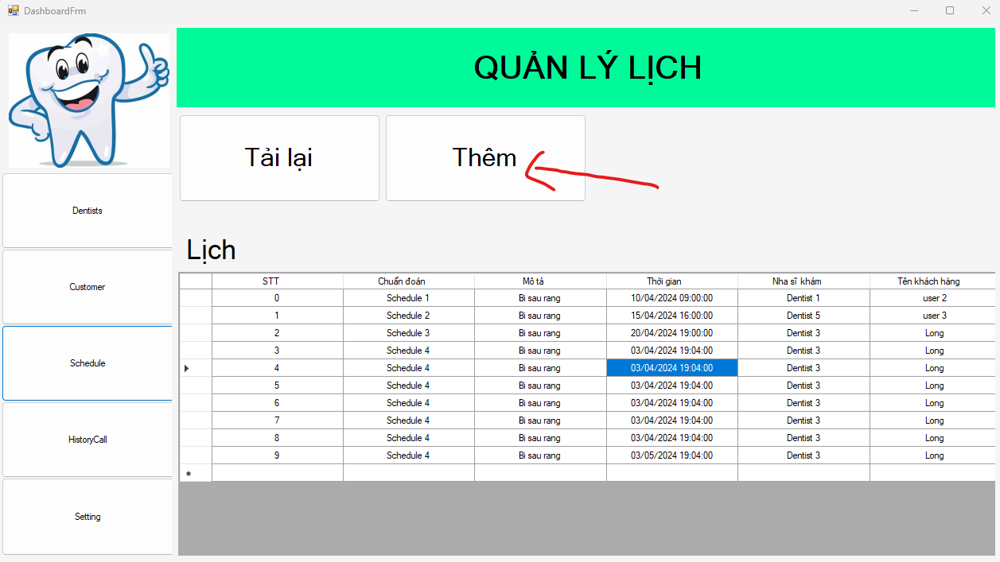 DashboardFrm
QUẢN LÝ LỊCH
Tải lại
Thêm
Dentists
Customer
Schedule
HistoryCall
Setting
Lịch
STT Chuẩn đoán Mô tả Thời gian Nha sĩ khám Tên khách hàng
0 Schedule 1 Bi sau rang 10/04/2024 09:00:00 Dentist 1 user 2
1 Schedule 2 Bi sau rang 15/04/2024 16:00:00 Dentist 5 user 3
2 Schedule 3 Bi sau rang 20/04/2024 19:00:00 Dentist 3 Long
3 Schedule 4 Bi sau rang 03/04/2024 19:04:00 Dentist 3 Long
4 Schedule 4 Bi sau rang 03/04/2024 19:04:00 Dentist 3 Long
5 Schedule 4 Bi sau rang 03/04/2024 19:04:00 Dentist 3 Long
6 Schedule 4 Bi sau rang 03/04/2024 19:04:00 Dentist 3 Long
7 Schedule 4 Bi sau rang 03/04/2024 19:04:00 Dentist 3 Long
8 Schedule 4 Bi sau rang 03/04/2024 19:04:00 Dentist 3 Long
9 Schedule 4 Bi sau rang 03/05/2024 19:04:00 Dentist 3 Long